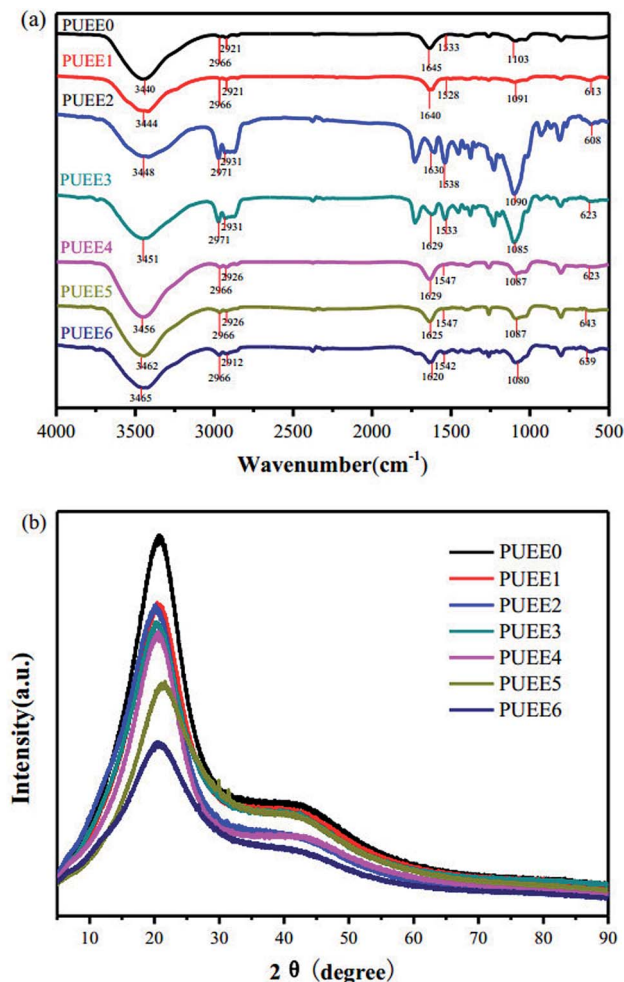 (a)
PUEE0
3440
2966
2921
1645
1533
1103
PUEE1
3444
2966
2921
1640
1528
1091
613
PUEE2
3448
2971
2931
1630
1538
1090
608
PUEE3
3451
2971
2931
1629
1533
1085
623
PUEE4
3456
2966
2926
1629
1547
1087
623
PUEE5
3462
2966
2926
1625
1547
1087
643
PUEE6
3465
2966
2912
1620
1542
1080
639
4000 3500 3000 2500 2000 1500 1000 500
Wavenumber(cm⁻¹)
(b)
PUEE0
PUEE1
PUEE2
PUEE3
PUEE4
PUEE5
PUEE6
Intensity(a.u.)
10 20 30 40 50 60 70 80 90
2 θ (degree)